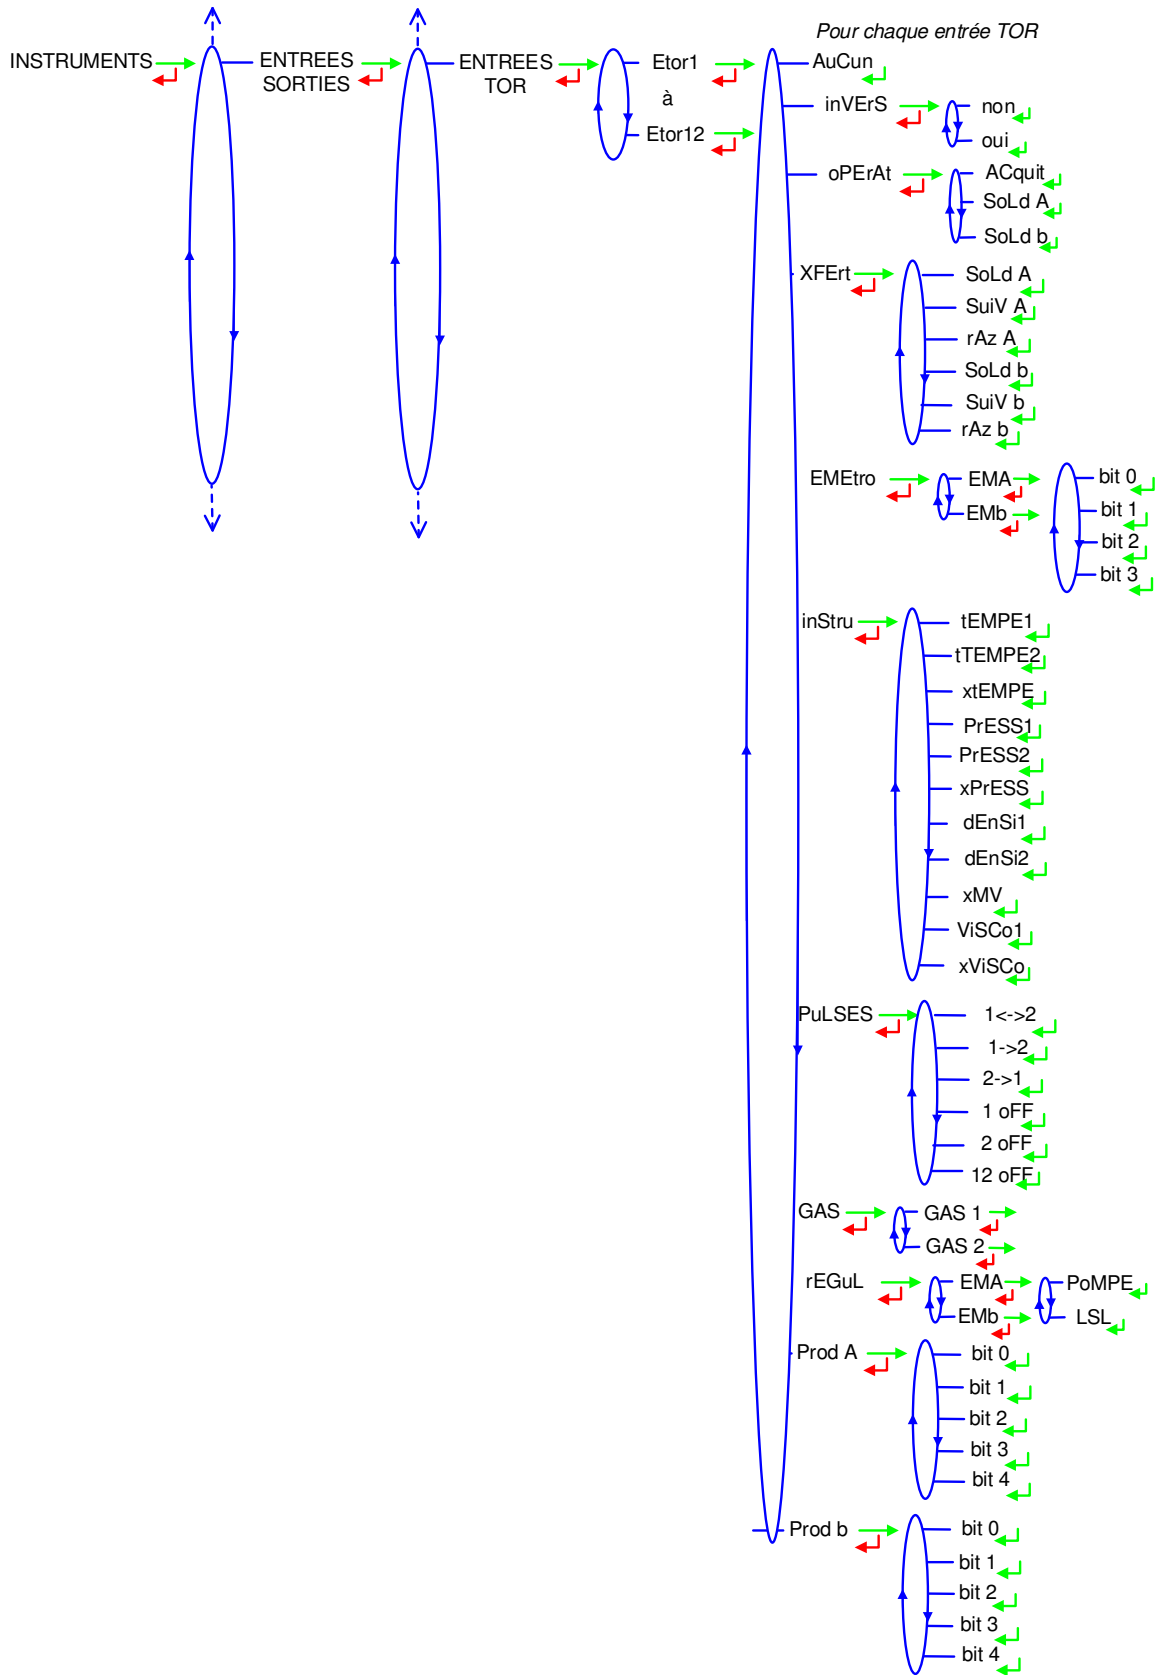 Pour chaque entrée TOR
INSTRUMENTS
ENTREES
SORTIES
ENTREES
TOR
Etor1
à
Etor12
AuCun
inVErS
non
oui
oPErAt
ACquit
SoLd A
SoLd b
XFErt
SoLd A
SuiV A
rAz A
SoLd b
SuiV b
rAz b
EMEtro
EMA
EMb
bit 0
bit 1
bit 2
bit 3
inStru
tEMPE1
tTEMPE2
xtEMPE
PrESS1
PrESS2
xPrESS
dEnSi1
dEnSi2
xMV
ViSCo1
xViSCo
PuLSES
1<->2
1->2
2->1
1 oFF
2 oFF
12 oFF
GAS
GAS 1
GAS 2
rEGuL
EMA
EMb
PoMPE
LSL
Prod A
bit 0
bit 1
bit 2
bit 3
bit 4
Prod b
bit 0
bit 1
bit 2
bit 3
bit 4